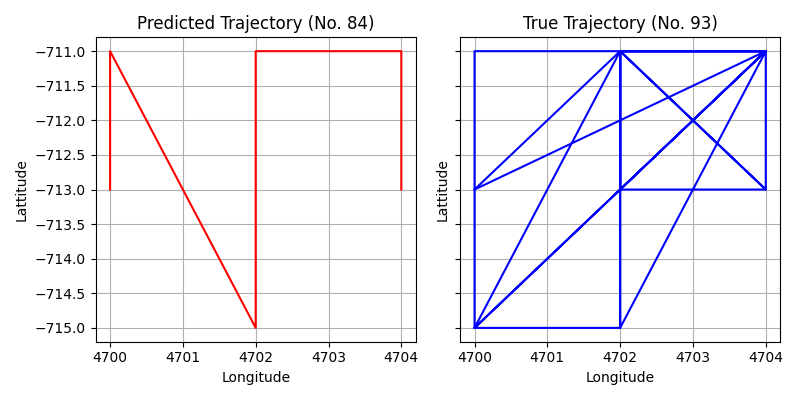 Predicted Trajectory (No. 84)
True Trajectory (No. 93)
−711.0
−711.5
−712.0
−712.5
−713.0
−713.5
−714.0
−714.5
−715.0
Lattitude
Lattitude
4700 4701 4702 4703 4704
4700 4701 4702 4703 4704
Longitude
Longitude